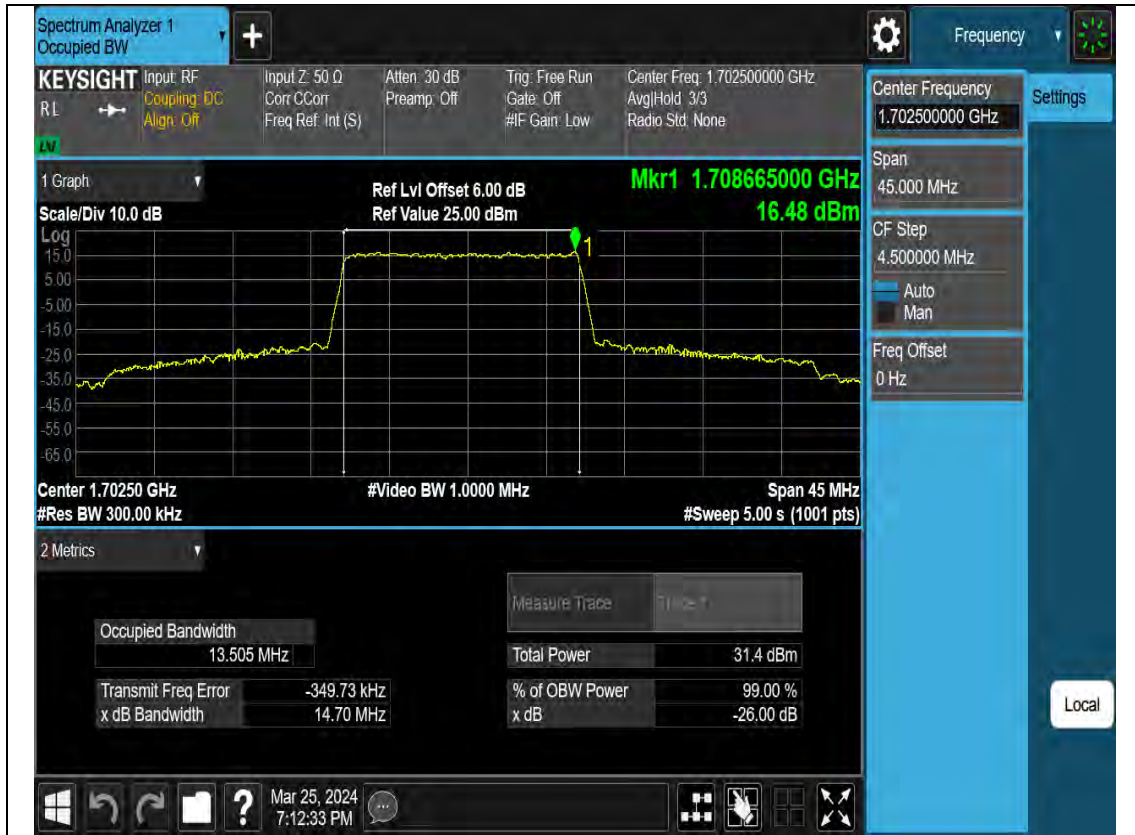 Spectrum Analyzer 1
Occupied BW
Frequency
KEYSIGHT
RL
Input: RF
Coupling: DC
Align: Off
Input Z: 50 Ω
Corr CCorr
Freq Ref: Int (S)
Atten: 30 dB
Preamp: Off
Trig: Free Run
Gate: Off
#IF Gain: Low
Center Freq: 1.702500000 GHz
Avg|Hold: 3/3
Radio Std: None
Center Frequency
1.702500000 GHz
Settings
Span
45.000 MHz
CF Step
4.500000 MHz
Auto
Man
Freq Offset
0 Hz
1 Graph
Scale/Div 10.0 dB
Ref Lvl Offset 6.00 dB
Ref Value 25.00 dBm
Mkr1 1.708665000 GHz
16.48 dBm
Log
15.0
5.00
-5.00
-15.0
-25.0
-35.0
-45.0
-55.0
-65.0
1
Center 1.70250 GHz
#Video BW 1.0000 MHz
Span 45 MHz
#Res BW 300.00 kHz
#Sweep 5.00 s (1001 pts)
2 Metrics
Measure Trace
Trace 1
Occupied Bandwidth
13.505 MHz
Total Power 31.4 dBm
Transmit Freq Error -349.73 kHz
% of OBW Power 99.00 %
x dB Bandwidth 14.70 MHz
x dB -26.00 dB
Local
?
Mar 25, 2024
7:12:33 PM